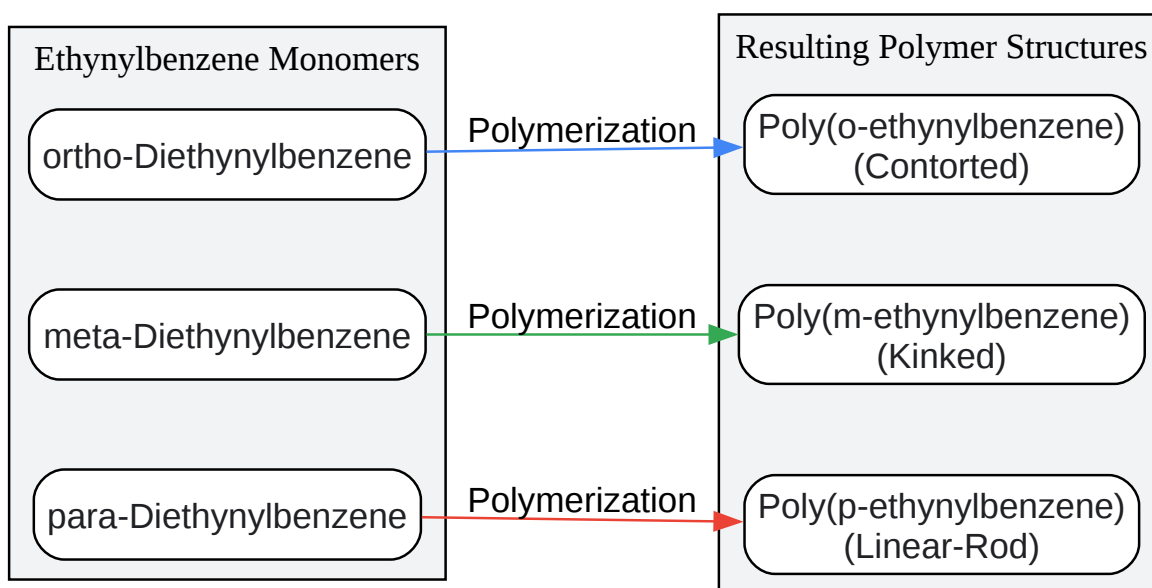 Ethynylbenzene Monomers
ortho-Diethynylbenzene
meta-Diethynylbenzene
para-Diethynylbenzene
Polymerization
Polymerization
Polymerization
Resulting Polymer Structures
Poly(o-ethynylbenzene)
(Contorted)
Poly(m-ethynylbenzene)
(Kinked)
Poly(p-ethynylbenzene)
(Linear-Rod)